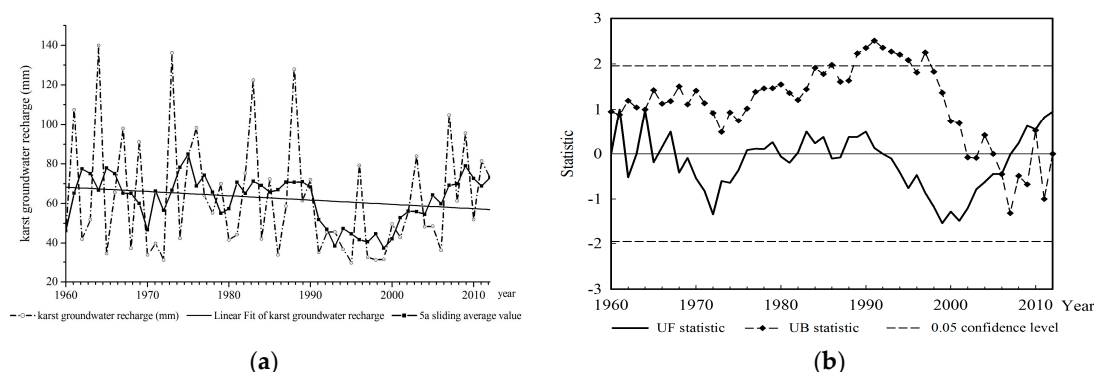 karst groundwater recharge (mm)
140
120
100
80
60
40
20
1960
1970
1980
1990
2000
2010
year
karst groundwater recharge (mm)
Linear Fit of karst groundwater recharge
5a sliding average value
(a)
Statistic
3
2
1
0
-1
-2
-3
1960
1970
1980
1990
2000
2010
Year
UF statistic
UB statistic
0.05 confidence level
(b)